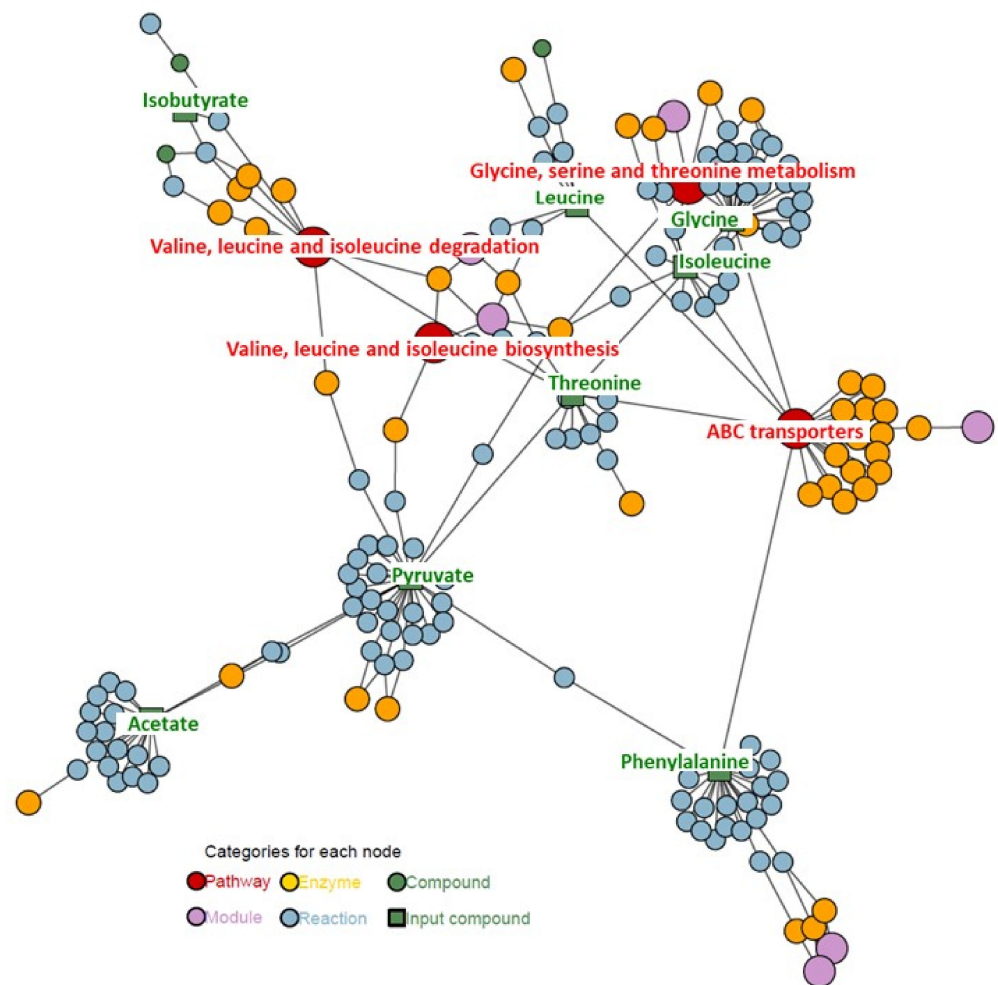 Isobutyrate
Glycine, serine and threonine metabolism
Leucine
Glycine
Valine, leucine and isoleucine degradation
Isoleucine
Valine, leucine and isoleucine biosynthesis
Threonine
ABC transporters
Pyruvate
Acetate
Phenylalanine
Categories for each node
Pathway Enzyme Compound
Module Reaction Input compound